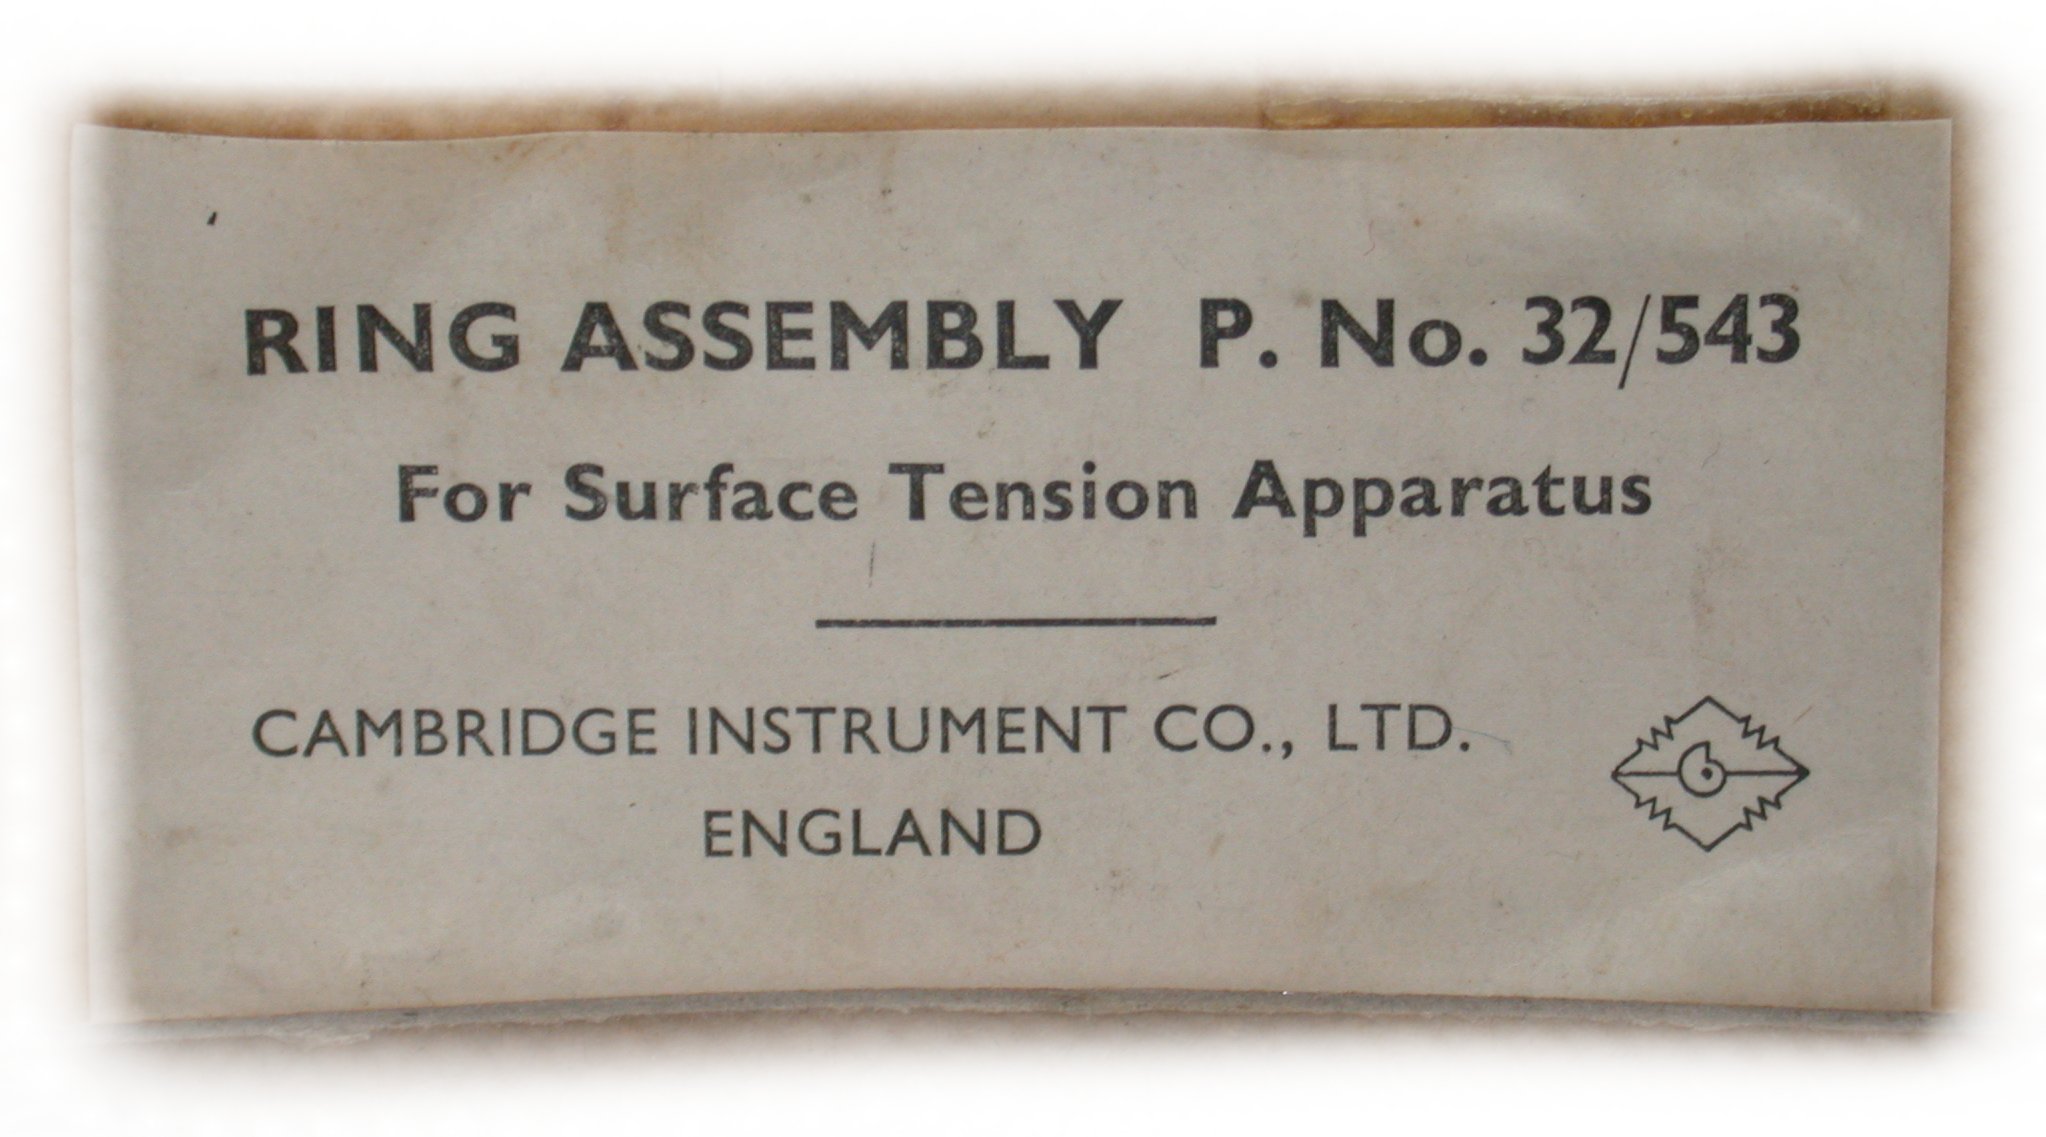 RING ASSEMBLY P. No. 32/543
For Surface Tension Apparatus
CAMBRIDGE INSTRUMENT CO., LTD.
ENGLAND